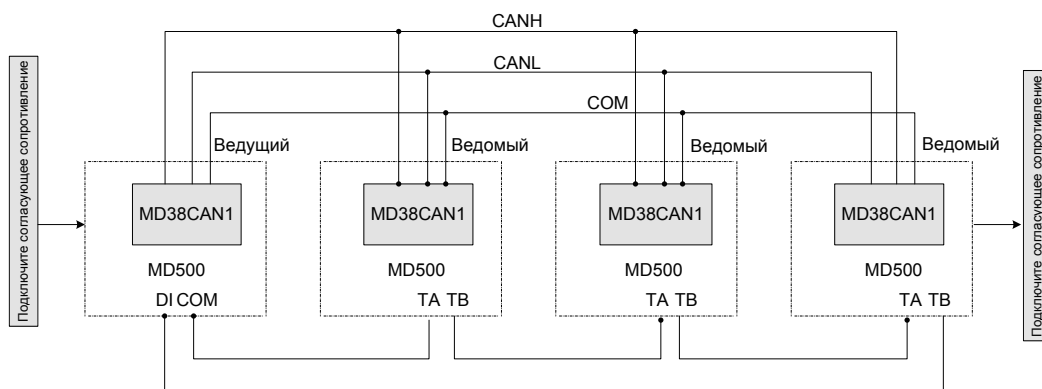 CANH
CANL
COM
Подключите согласующее сопротивление
Ведущий
Ведомый
Ведомый
Ведомый
Подключите согласующее сопротивление
MD38CAN1
MD38CAN1
MD38CAN1
MD38CAN1
MD500
MD500
MD500
MD500
DI COM
TA TB
TA TB
TA TB